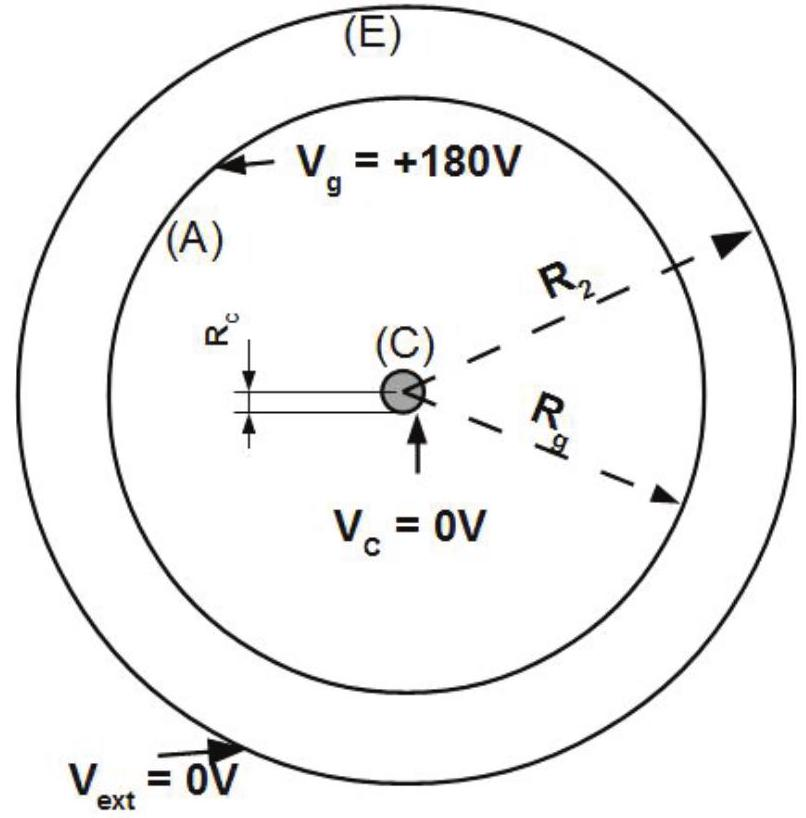 (E)
V_g = +180V
(A)
R_2
R_c
(C)
R_g
V_c = 0V
V_ext = 0V